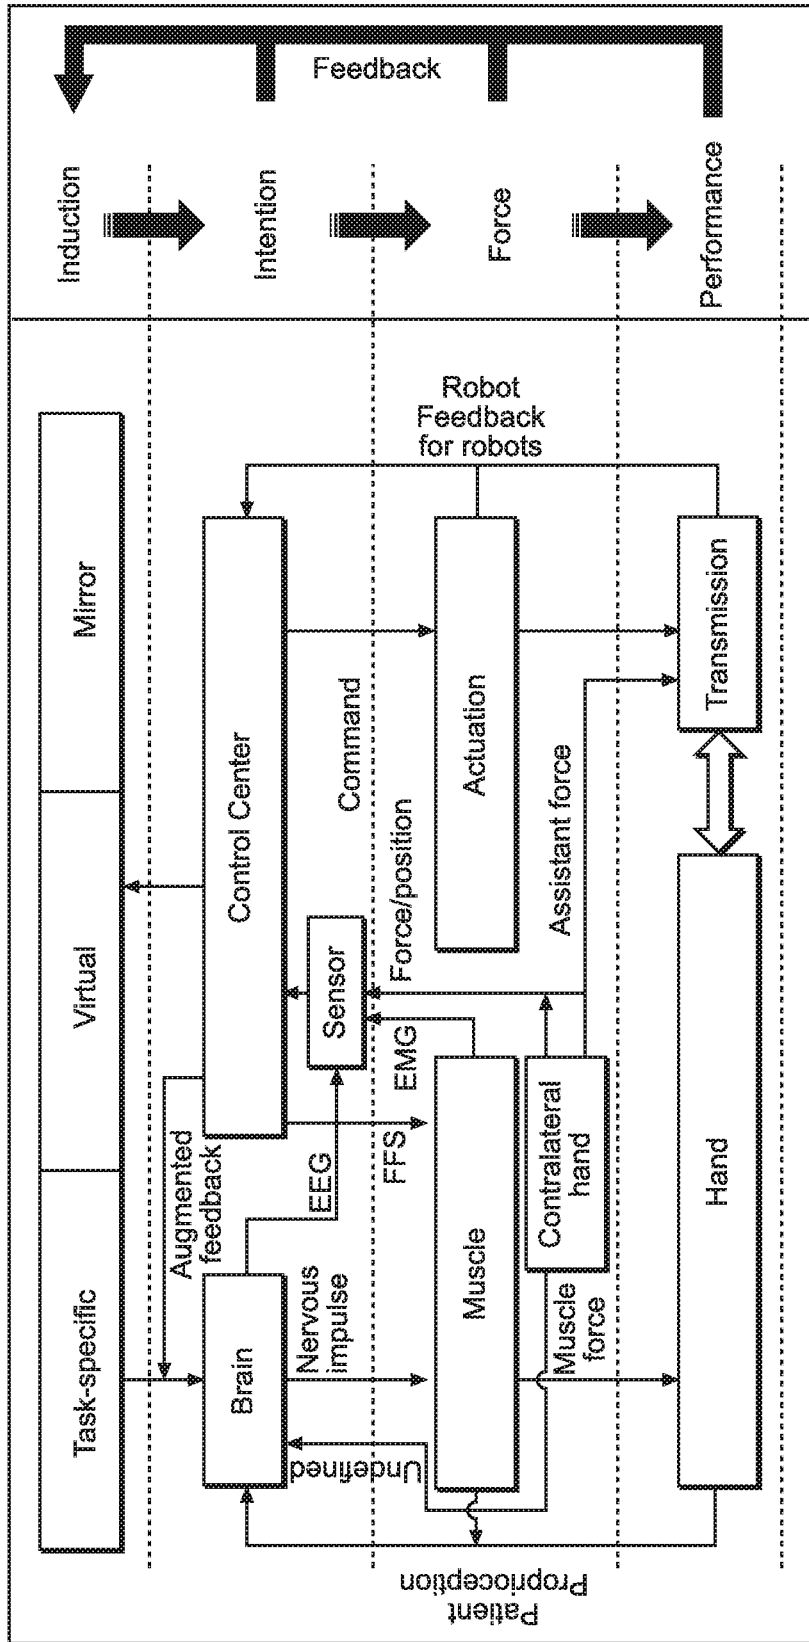 Task-specific
Virtual
Mirror
Induction
Augmented
feedback
Brain
Control Center
Intention
Feedback
Undefined
Nervous
impulse
EEG
Sensor
Command
FFS
EMG
Force/position
Muscle
Actuation
Robot
Feedback
for robots
Force
Patient
Proprioception
Contralateral
hand
Muscle
force
Assistant force
Hand
Transmission
Performance